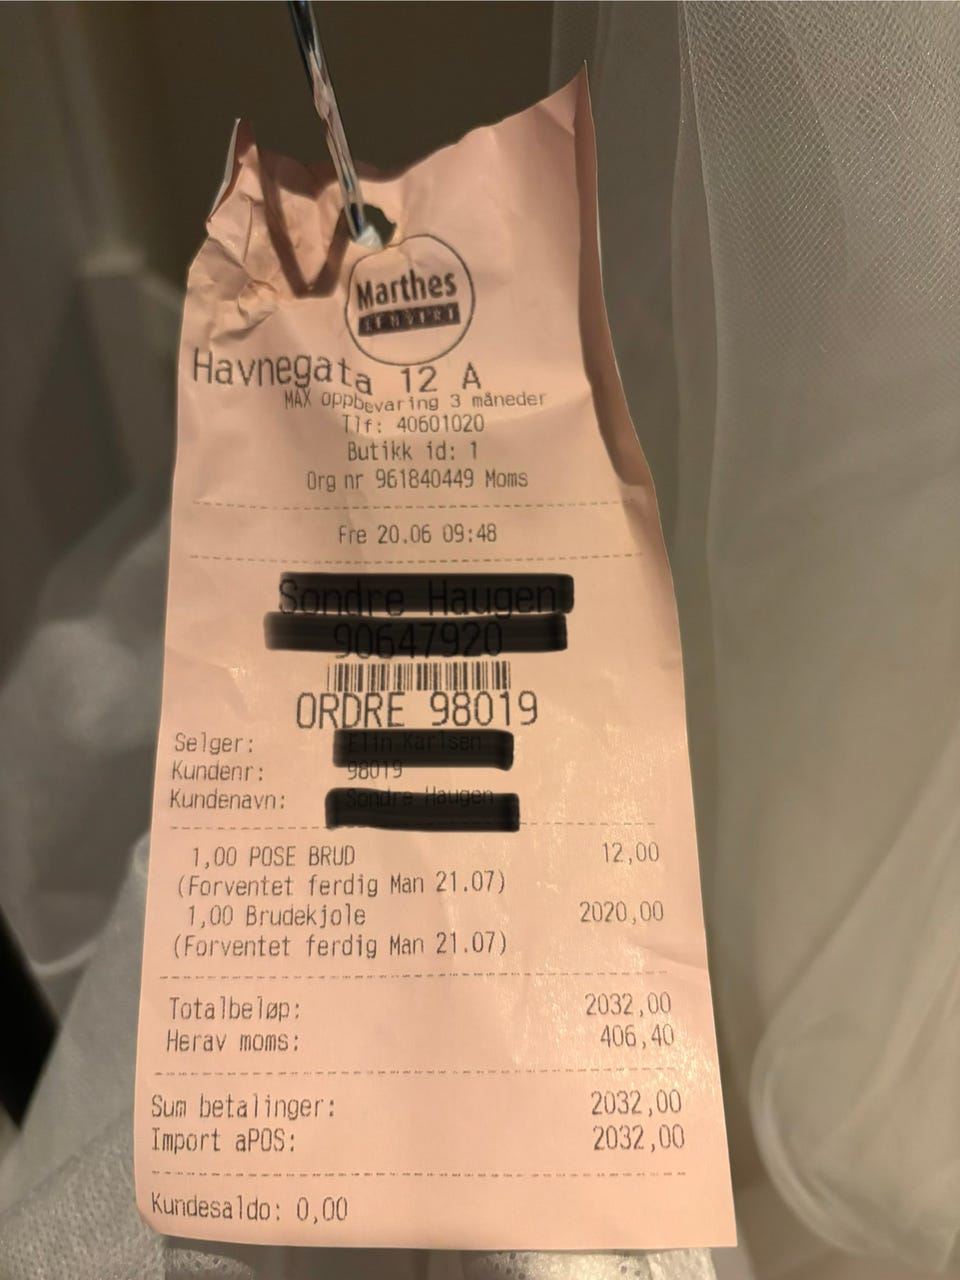 Marthes
Havnegata 12 A
MAX oppbevaring 3 måneder
Tlf: 40601020
Butikk id: 1
Org nr 961840449 Moms
Fre 20.06 09:48
ORDRE 98019
Selger:
Kundenr: 98019
Kundenavn:
1,00 POSE BRUD 12,00
(Forventet ferdig Man 21.07)
1,00 Brudekjole 2020,00
(Forventet ferdig Man 21.07)
Totalbeløp: 2032,00
Herav moms: 406,40
Sum betalinger: 2032,00
Import aPOS: 2032,00
Kundesaldo: 0,00